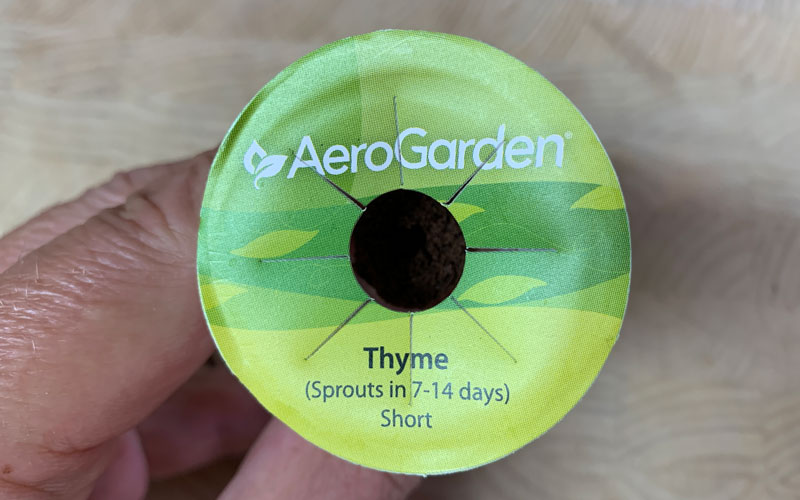 AeroGarden®
Thyme
(Sprouts in 7-14 days)
Short